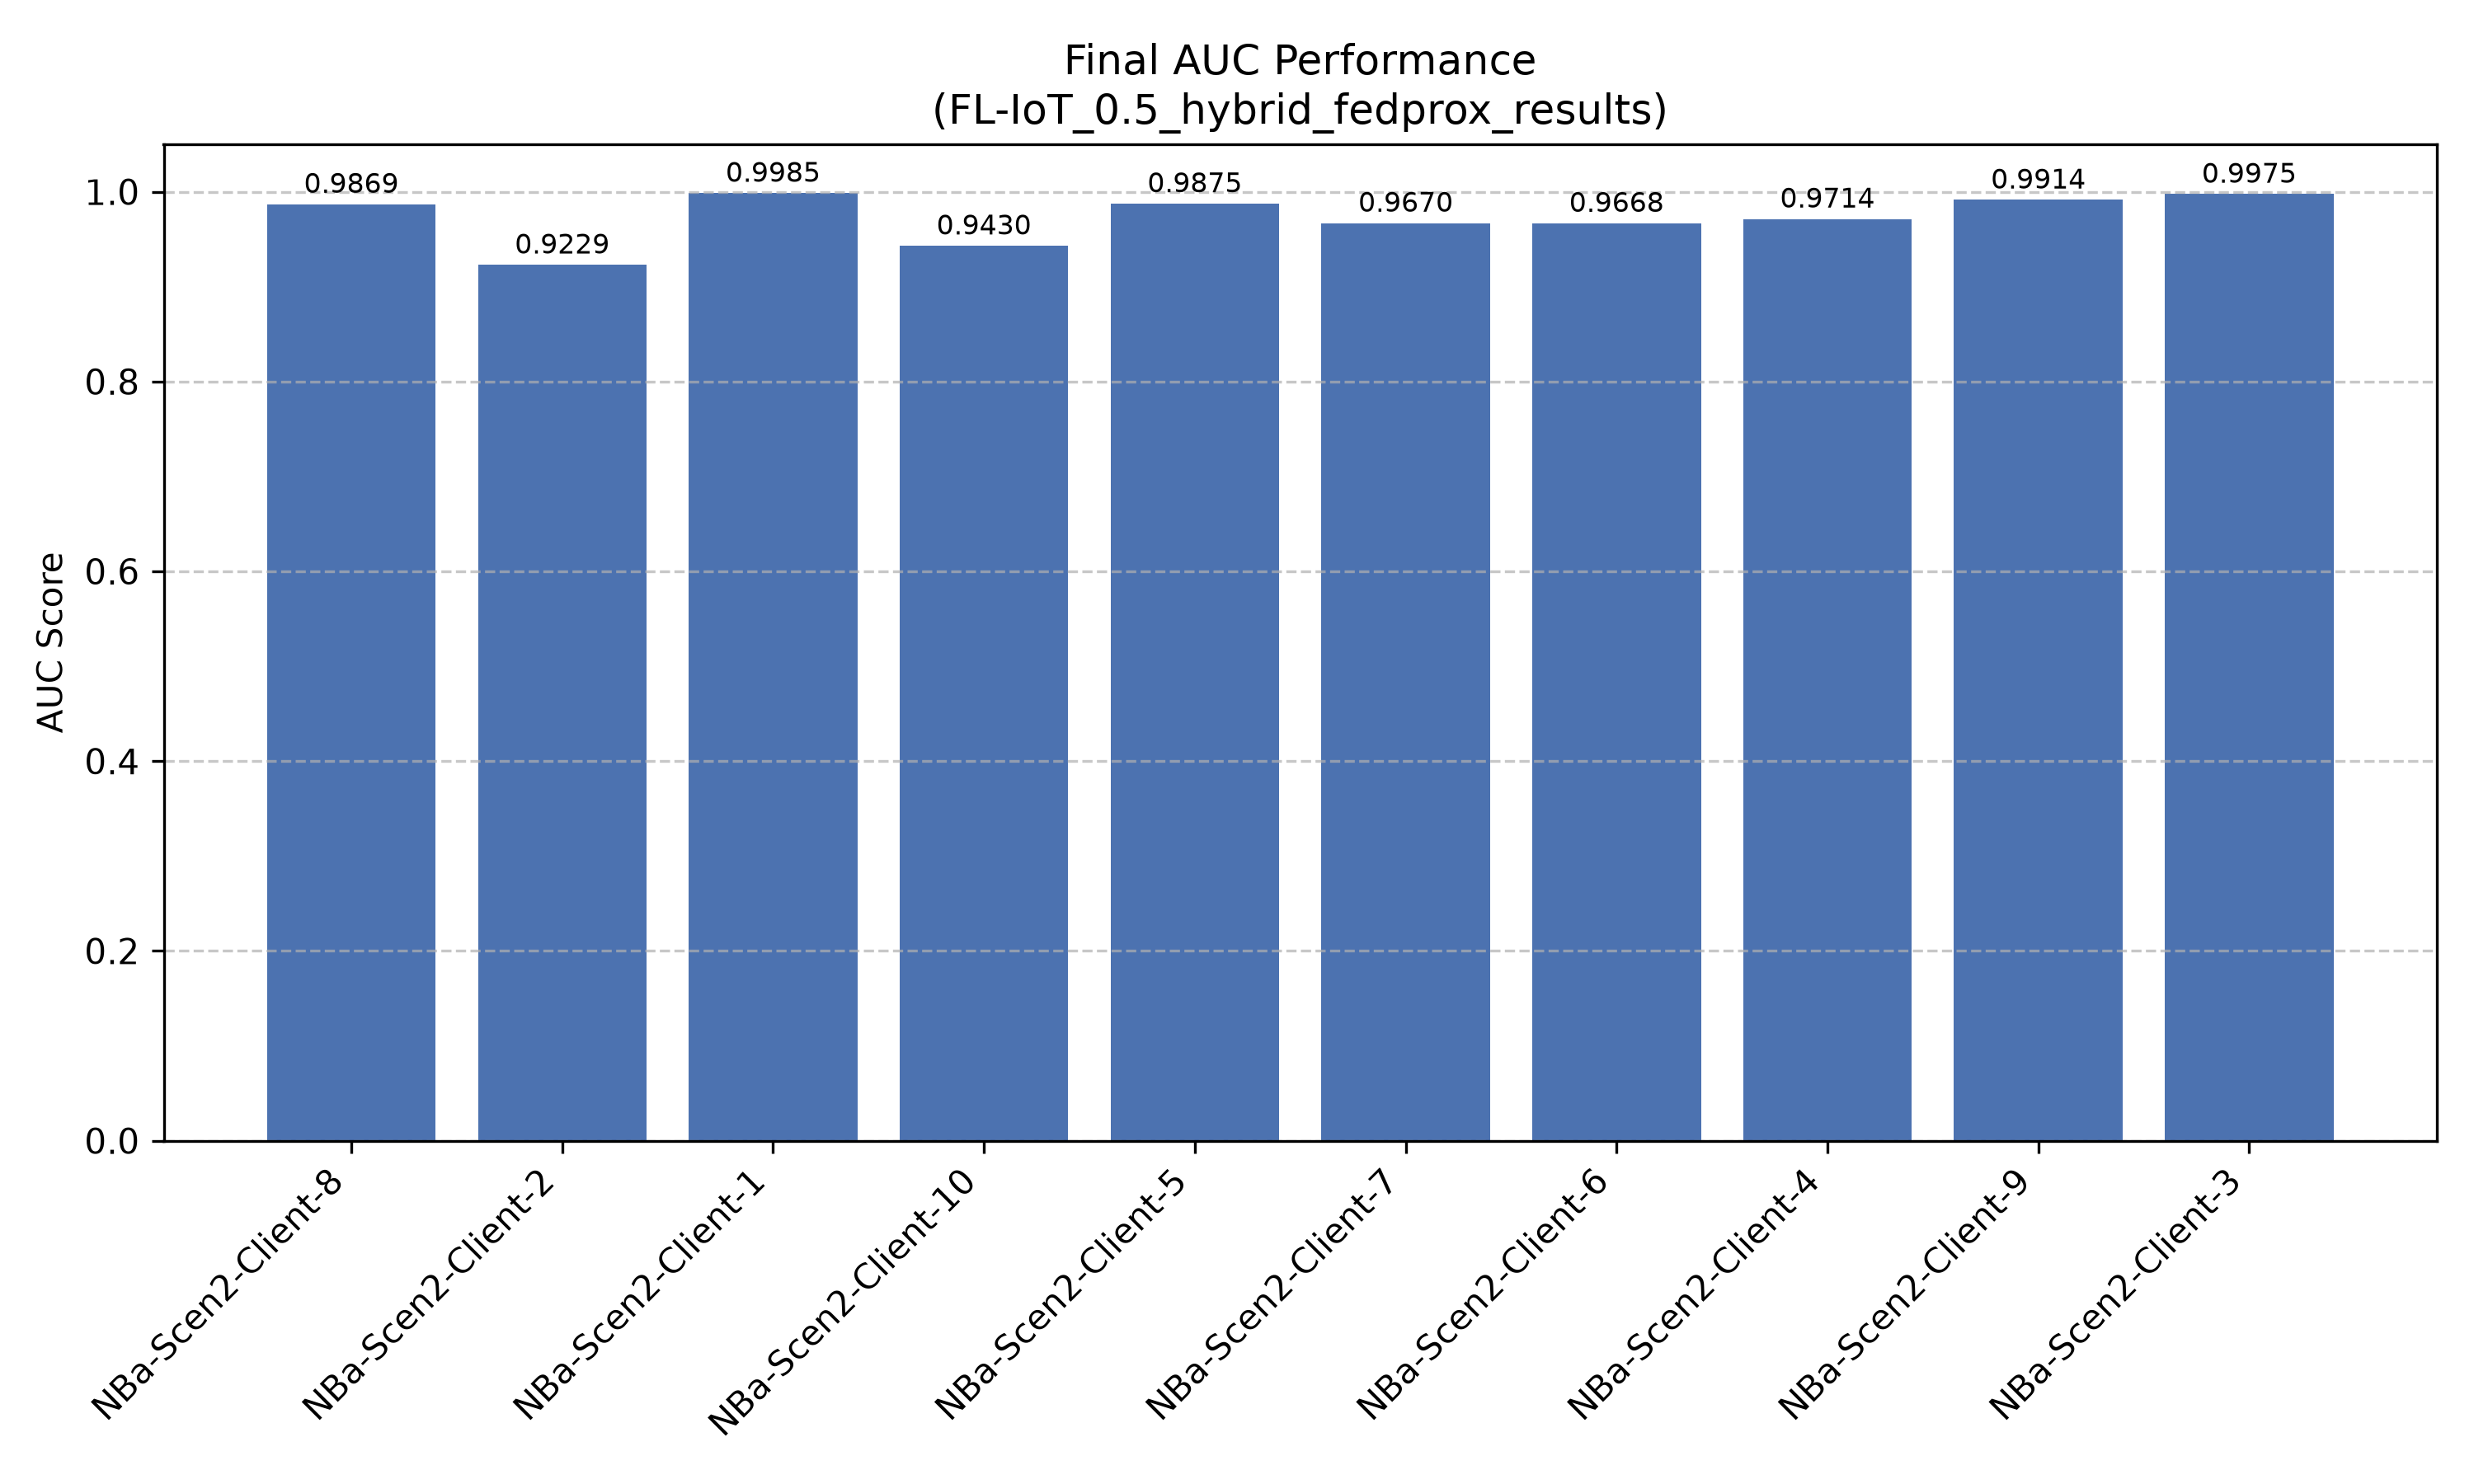 Final AUC Performance
(FL-IoT_0.5_hybrid_fedprox_results)
AUC Score
1.0
0.8
0.6
0.4
0.2
0.0
0.9869
0.9229
0.9985
0.9430
0.9875
0.9670
0.9668
0.9714
0.9914
0.9975
NBa-Scen2-Client-8
NBa-Scen2-Client-2
NBa-Scen2-Client-1
NBa-Scen2-Client-10
NBa-Scen2-Client-5
NBa-Scen2-Client-7
NBa-Scen2-Client-6
NBa-Scen2-Client-4
NBa-Scen2-Client-9
NBa-Scen2-Client-3